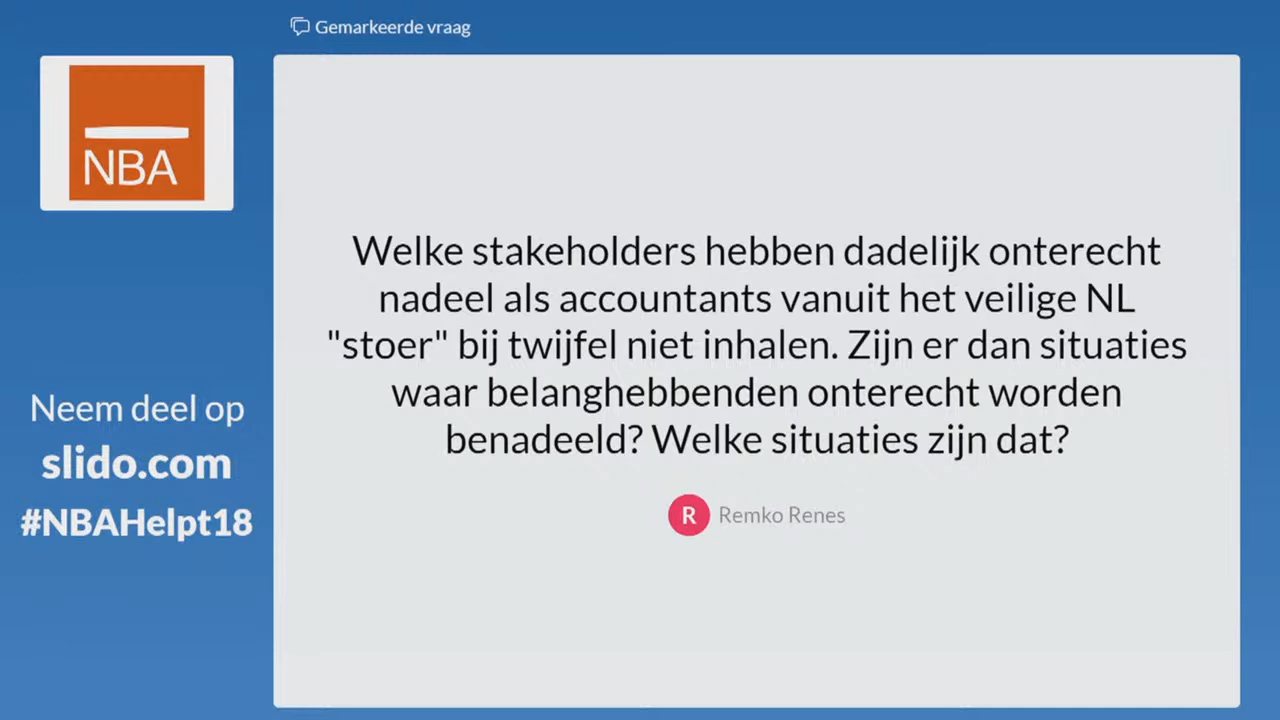 Gemarkeerde vraag
NBA
Welke stakeholders hebben dadelijk onterecht
nadeel als accountants vanuit het veilige NL
"stoer" bij twijfel niet inhalen. Zijn er dan situaties
waar belanghebbenden onterecht worden
benadeeld? Welke situaties zijn dat?
R Remko Renes
Neem deel op
slido.com
#NBAHelpt18